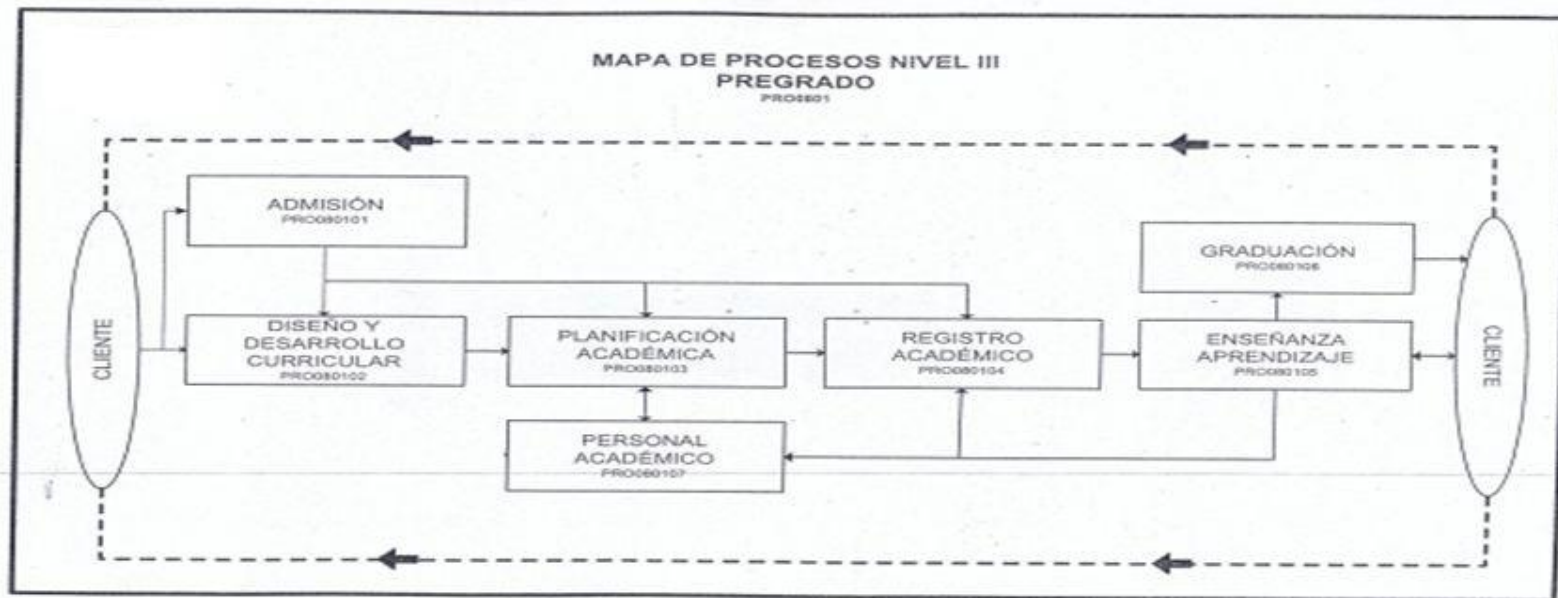 MAPA DE PROCESOS NIVEL III
PREGRADO
PRO0801
ADMISIÓN
PRO080101
CLIENTE
DISEÑO Y
DESARROLLO
CURRICULAR
PRO080102
PLANIFICACIÓN
ACADÉMICA
PRO080103
REGISTRO
ACADÉMICO
PRO080104
GRADUACIÓN
PRO080106
ENSEÑANZA
APRENDIZAJE
PRO080105
CLIENTE
PERSONAL
ACADÉMICO
PRO080107